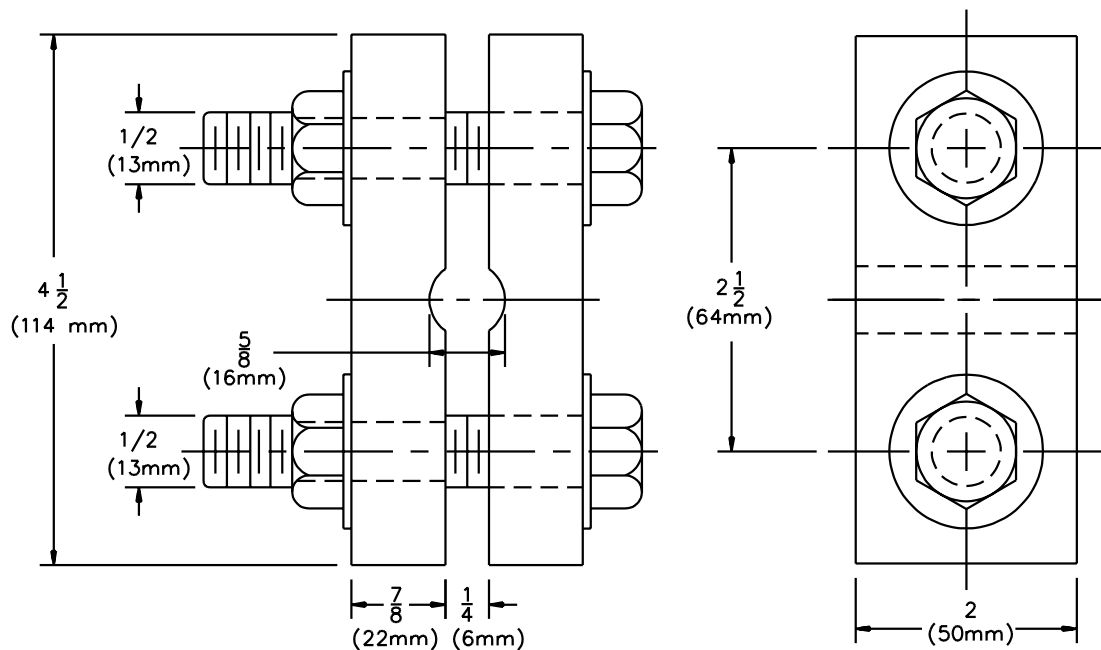 1/2
(13mm)
4 1/2
(114 mm)
5/8
(16mm)
2 1/2
(64mm)
1/2
(13mm)
7/8
(22mm)
1/4
(6mm)
2
(50mm)